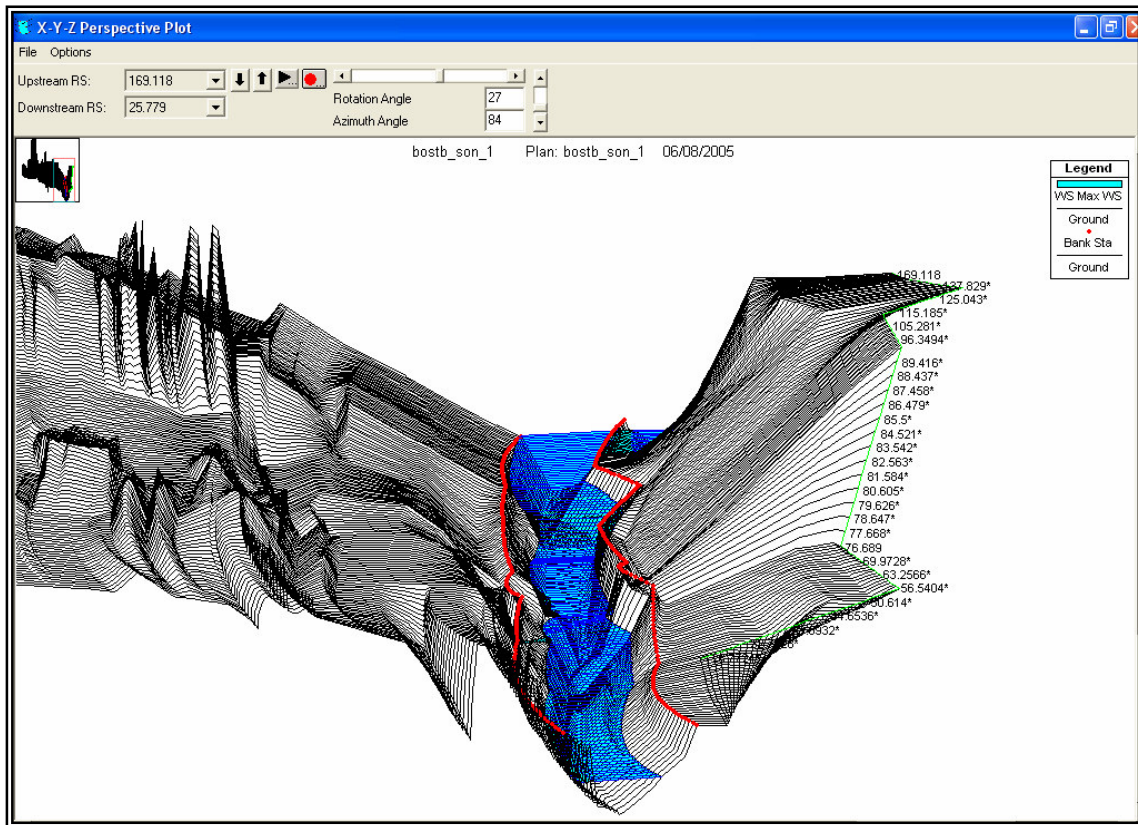 X-Y-Z Perspective Plot
File Options
Upstream RS: 169.118
Downstream RS: 25.779
Rotation Angle 27
Azimuth Angle 84
bostb_son_1 Plan: bostb_son_1 06/08/2005
Legend
WS Max WS
Ground
Bank Sta
Ground
169.118
137.829*
125.043*
115.185*
105.281*
96.3494*
89.416*
88.437*
87.458*
86.479*
85.5*
84.521*
83.542*
82.563*
81.584*
80.605*
79.626*
78.647*
77.668*
76.689
69.9728*
63.2566*
56.5404*